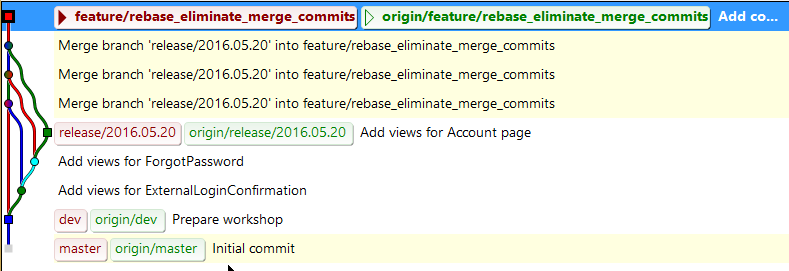 feature/rebase_eliminate_merge_commits origin/feature/rebase_eliminate_merge_commits Add co...
Merge branch 'release/2016.05.20' into feature/rebase_eliminate_merge_commits
Merge branch 'release/2016.05.20' into feature/rebase_eliminate_merge_commits
Merge branch 'release/2016.05.20' into feature/rebase_eliminate_merge_commits
release/2016.05.20 origin/release/2016.05.20 Add views for Account page
Add views for ForgotPassword
Add views for ExternalLoginConfirmation
dev origin/dev Prepare workshop
master origin/master Initial commit